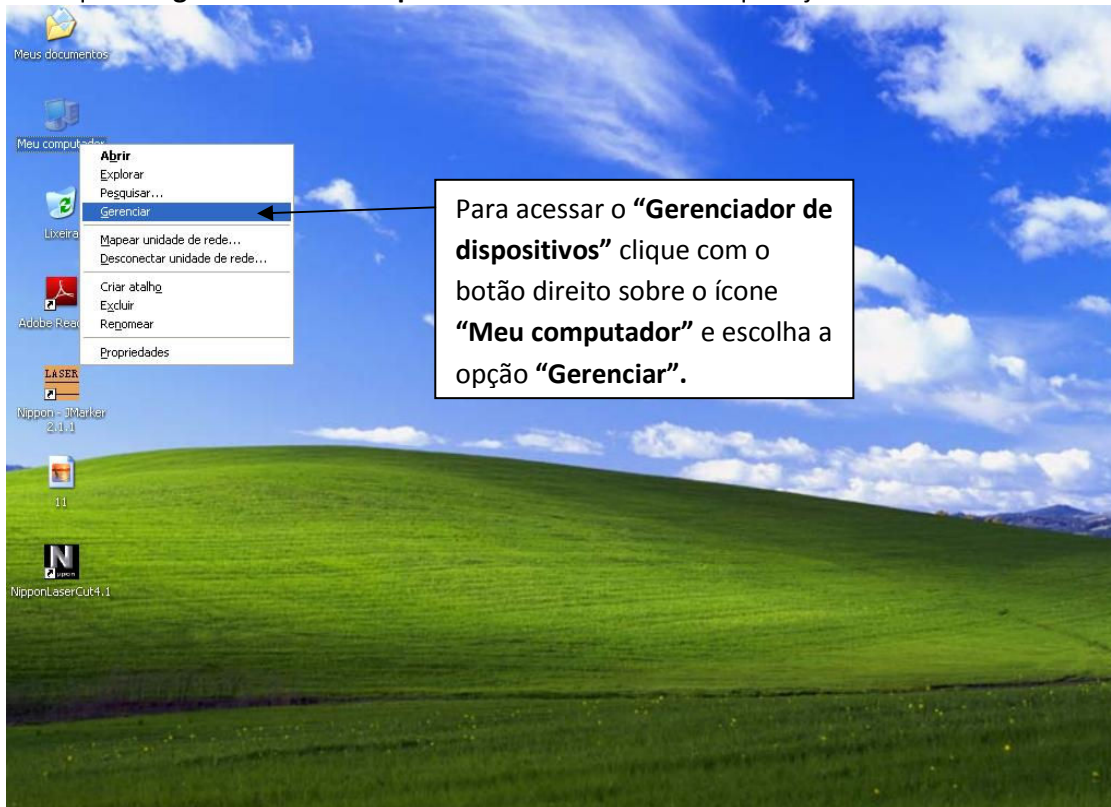 Meus documentos
Meu computador
Abrir
Explorar
Pesquisar...
Gerenciar
Mapear unidade de rede...
Desconectar unidade de rede...
Criar atalho
Excluir
Renomear
Propriedades
Lixeira
Adobe Read
LASER
Nippon - JMarker
2.1.1
11
N
NipponLaserCut4.1
Para acessar o “Gerenciador de
dispositivos” clique com o
botão direito sobre o ícone
“Meu computador” e escolha a
opção “Gerenciar”.